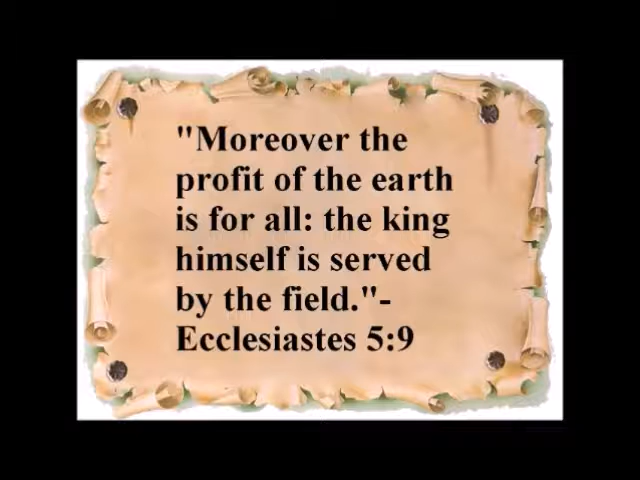 "Moreover the
profit of the earth
is for all: the king
himself is served
by the field."-
Ecclesiastes 5:9